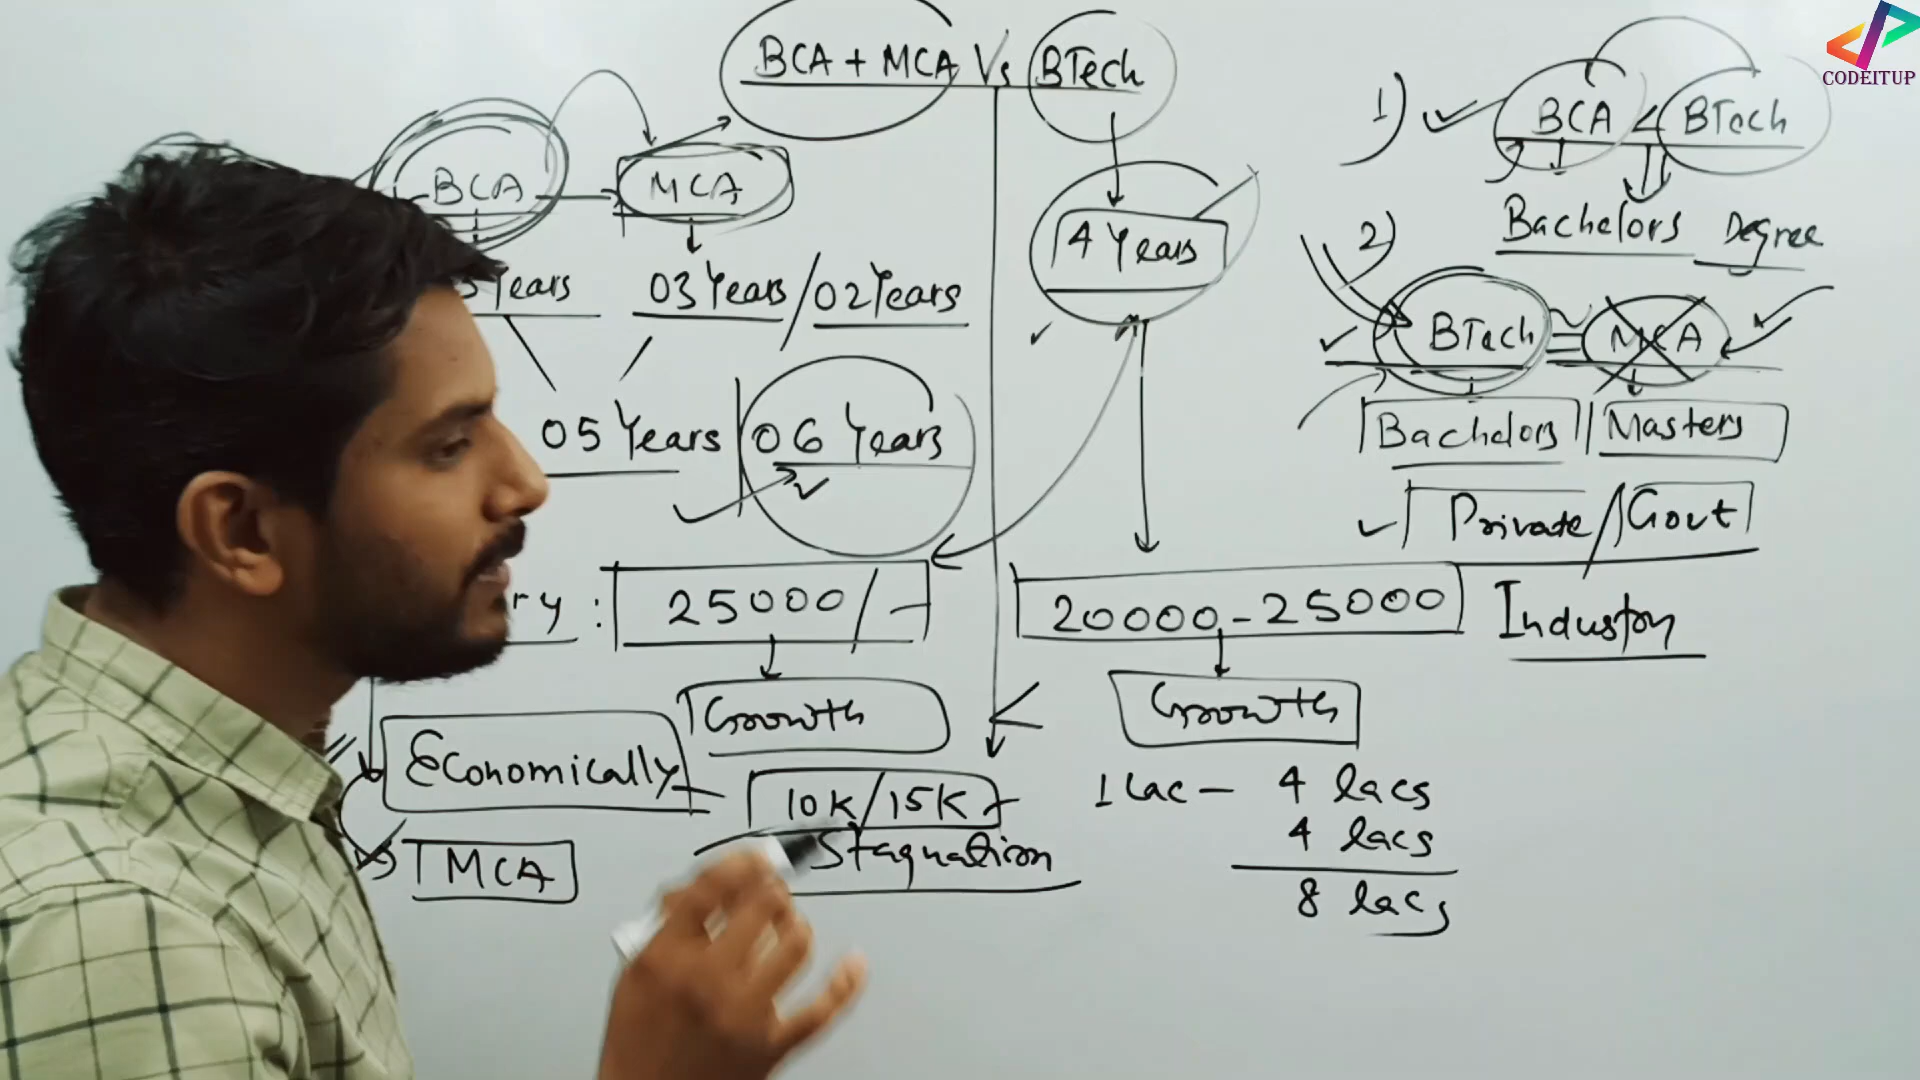 BCA + MCA Vs BTech
BCA MCA
Years 03 Years / 02 Years
05 Years 06 Years
ry : 25000/-
Growth
Economically
10K/15K
Stagnation
MCA
4 Years
20000-25000
Growth
1 Lac - 4 lacs
4 lacs
8 lacs
1) BCA < BTech
Bachelors Degree
2)
BTech = MCA
Bachelors Masters
Private/Govt
Industry
CODEITUP